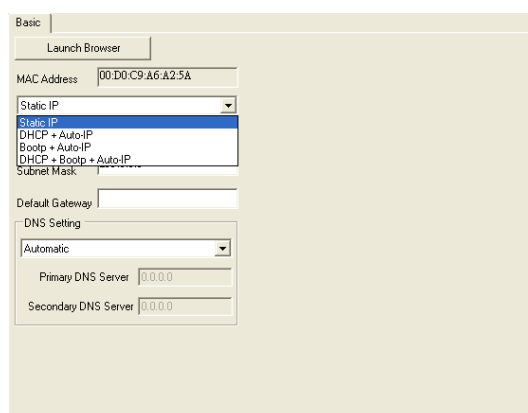 Basic
Launch Browser
MAC Address 00:D0:C9:A6:A2:5A
Static IP
Static IP
DHCP + Auto-IP
Bootp + Auto-IP
DHCP + Bootp + Auto-IP
Subnet Mask
Default Gateway
DNS Setting
Automatic
Primary DNS Server 0.0.0.0
Secondary DNS Server 0.0.0.0